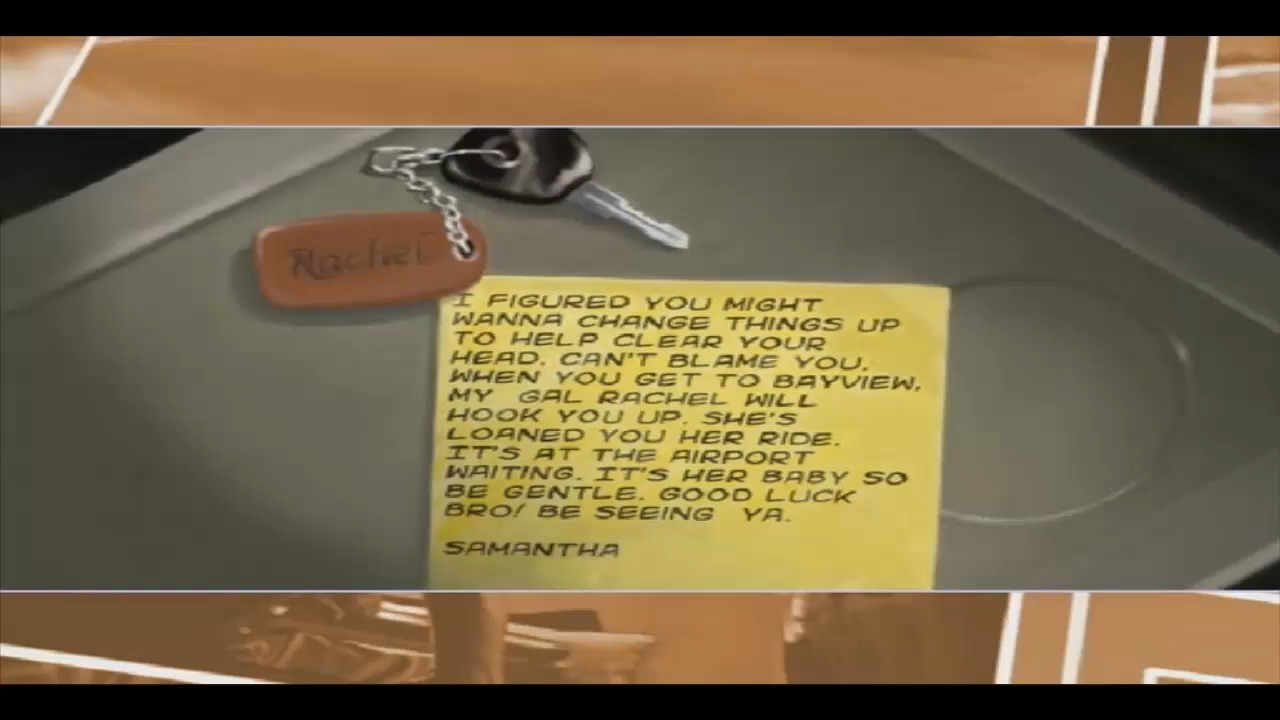 Rachel
I FIGURED YOU MIGHT
WANNA CHANGE THINGS UP
TO HELP CLEAR YOUR
HEAD. CAN'T BLAME YOU.
WHEN YOU GET TO BAYVIEW,
MY GAL RACHEL WILL
HOOK YOU UP. SHE'S
LOANED YOU HER RIDE.
IT'S AT THE AIRPORT
WAITING. IT'S HER BABY SO
BE GENTLE. GOOD LUCK
BRO! BE SEEING YA.
SAMANTHA